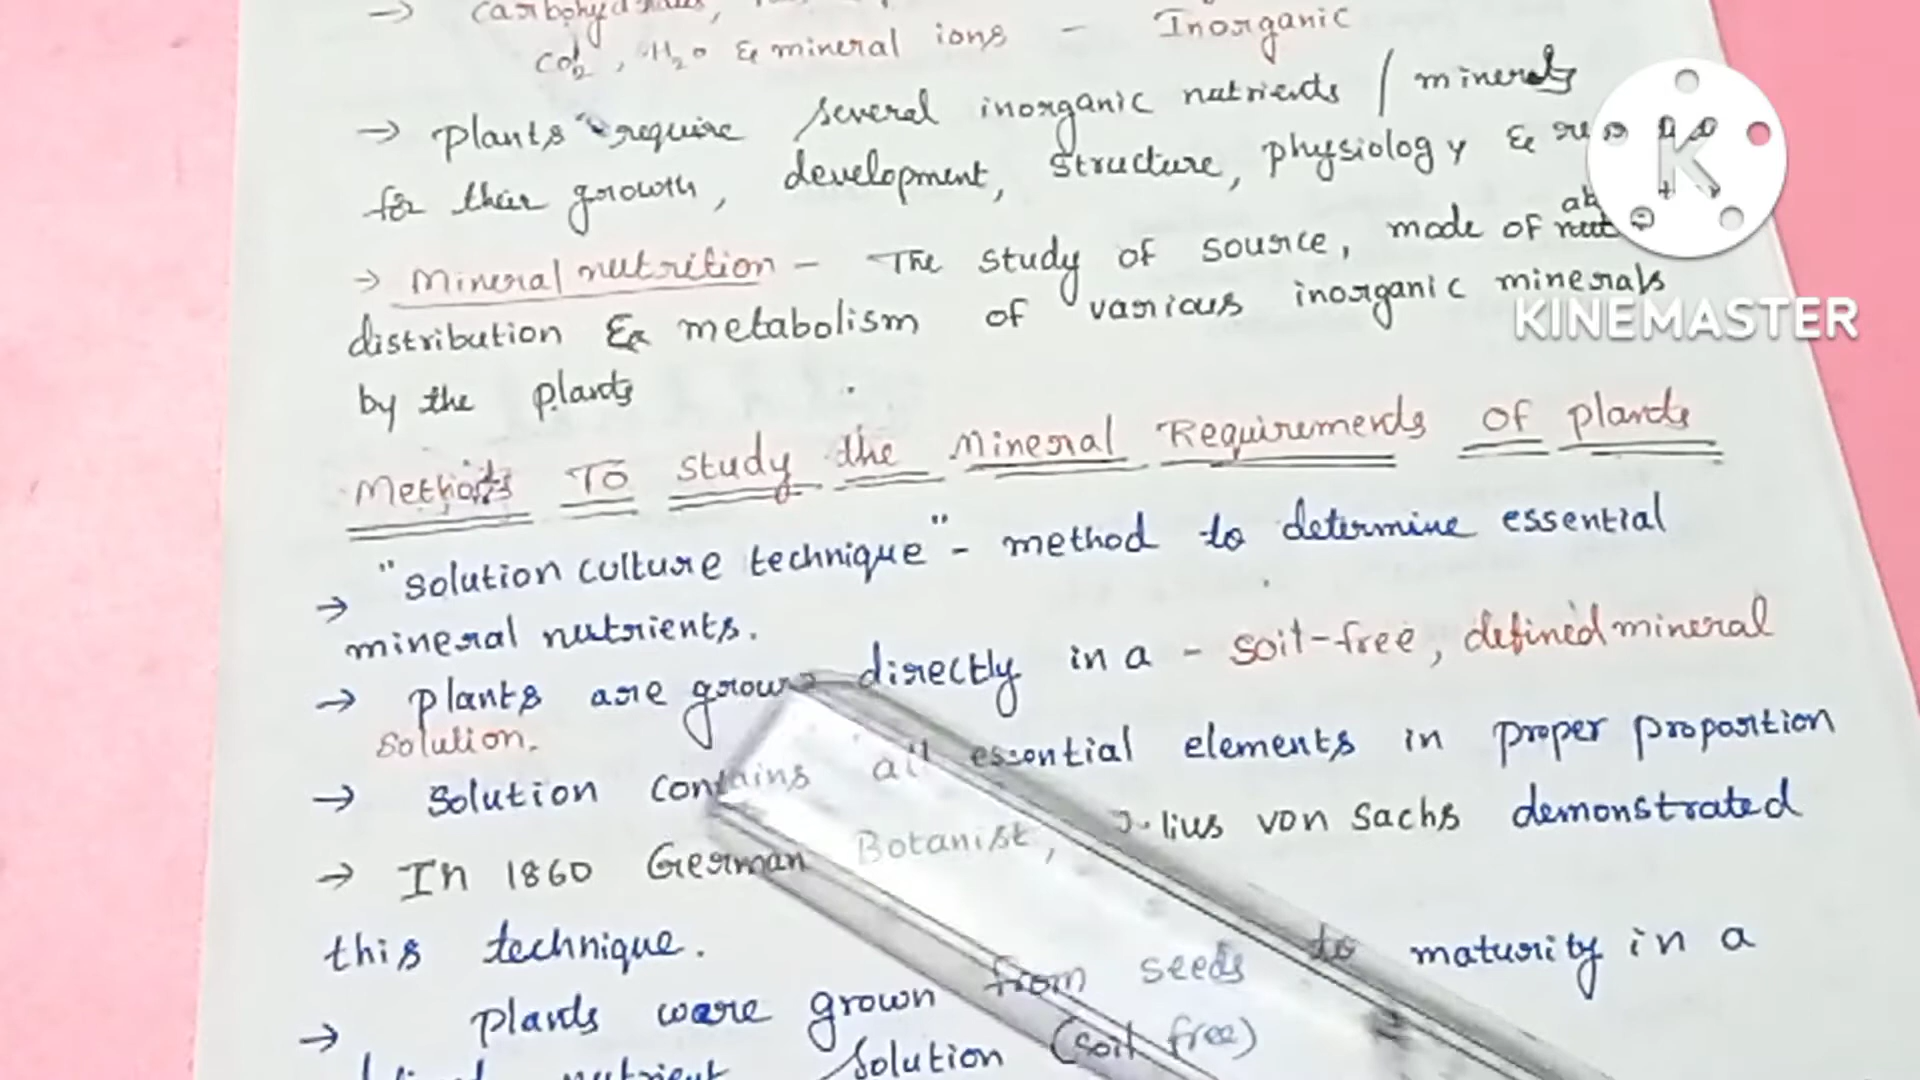 → carbohydrates,
CO2, H2O & mineral ions - Inorganic
→ plants require several inorganic nutrients / minerals
for their growth, development, structure, physiology &
→ Mineral nutrition - The study of source, mode of
distribution & metabolism of various inorganic minerals
by the plants
Methods To study the Mineral Requirements of plants
→ "Solution culture technique" - method to determine essential
mineral nutrients.
→ plants are grown directly in a - soil-free, defined mineral
solution.
→ solution contains all essential elements in proper proportion
→ In 1860 German Botanist, Julius von Sachs demonstrated
this technique.
→ plants were grown from seeds to maturity in a
nutrient solution (soil free)
K
KINEMASTER